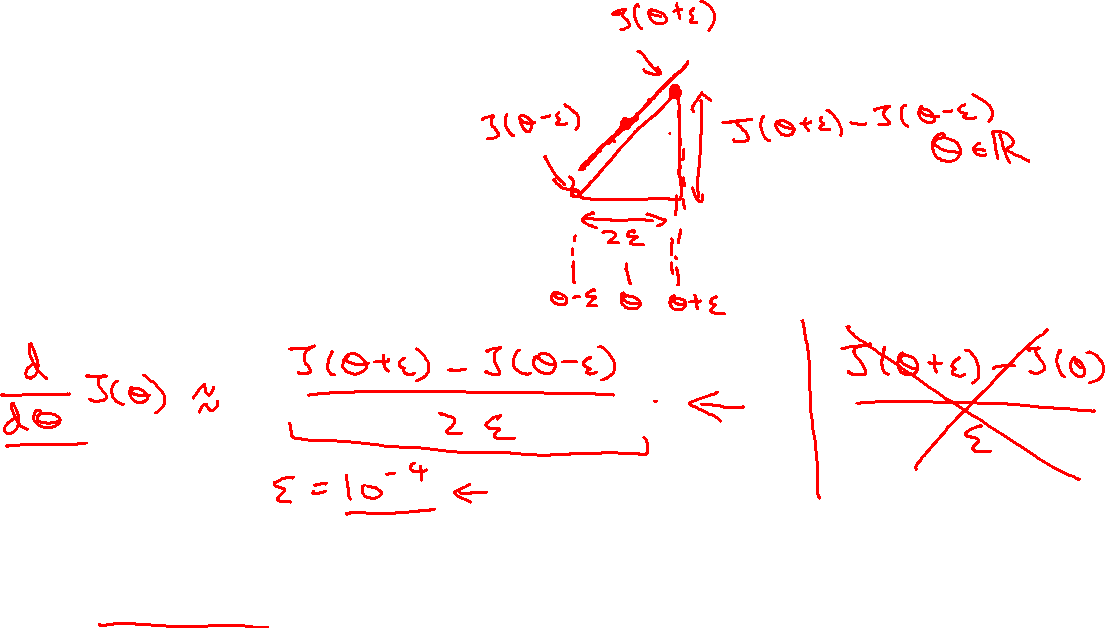 J(θ+ε)
J(θ-ε)
J(θ+ε) - J(θ-ε)
θ ∈ ℝ
2ε
θ-ε θ θ+ε
d/dθ J(θ) ≈ J(θ+ε) - J(θ-ε) / 2ε ← | J(θ+ε) - J(θ) / ε
ε = 10⁻⁴ ←